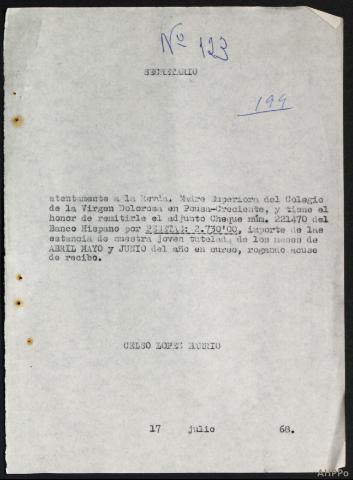 Nº 123
SECRETARIO
199
atentamente a la Revda. Madre Superiora del Colegio
de la Virgen Dolorosa en Pousa-Creciente, y tiene el
honor de remitirle el adjunto Cheque núm. 221470 del
Banco Hispano por PESETAS 2.730'00, importe de las
estancia de nuestra joven tutelada de los meses de
ABRIL MAYO y JUNIO del año en curso, rogando acuse
de recibo.
CELSO LOPEZ
17 julio 68.
AHPPo